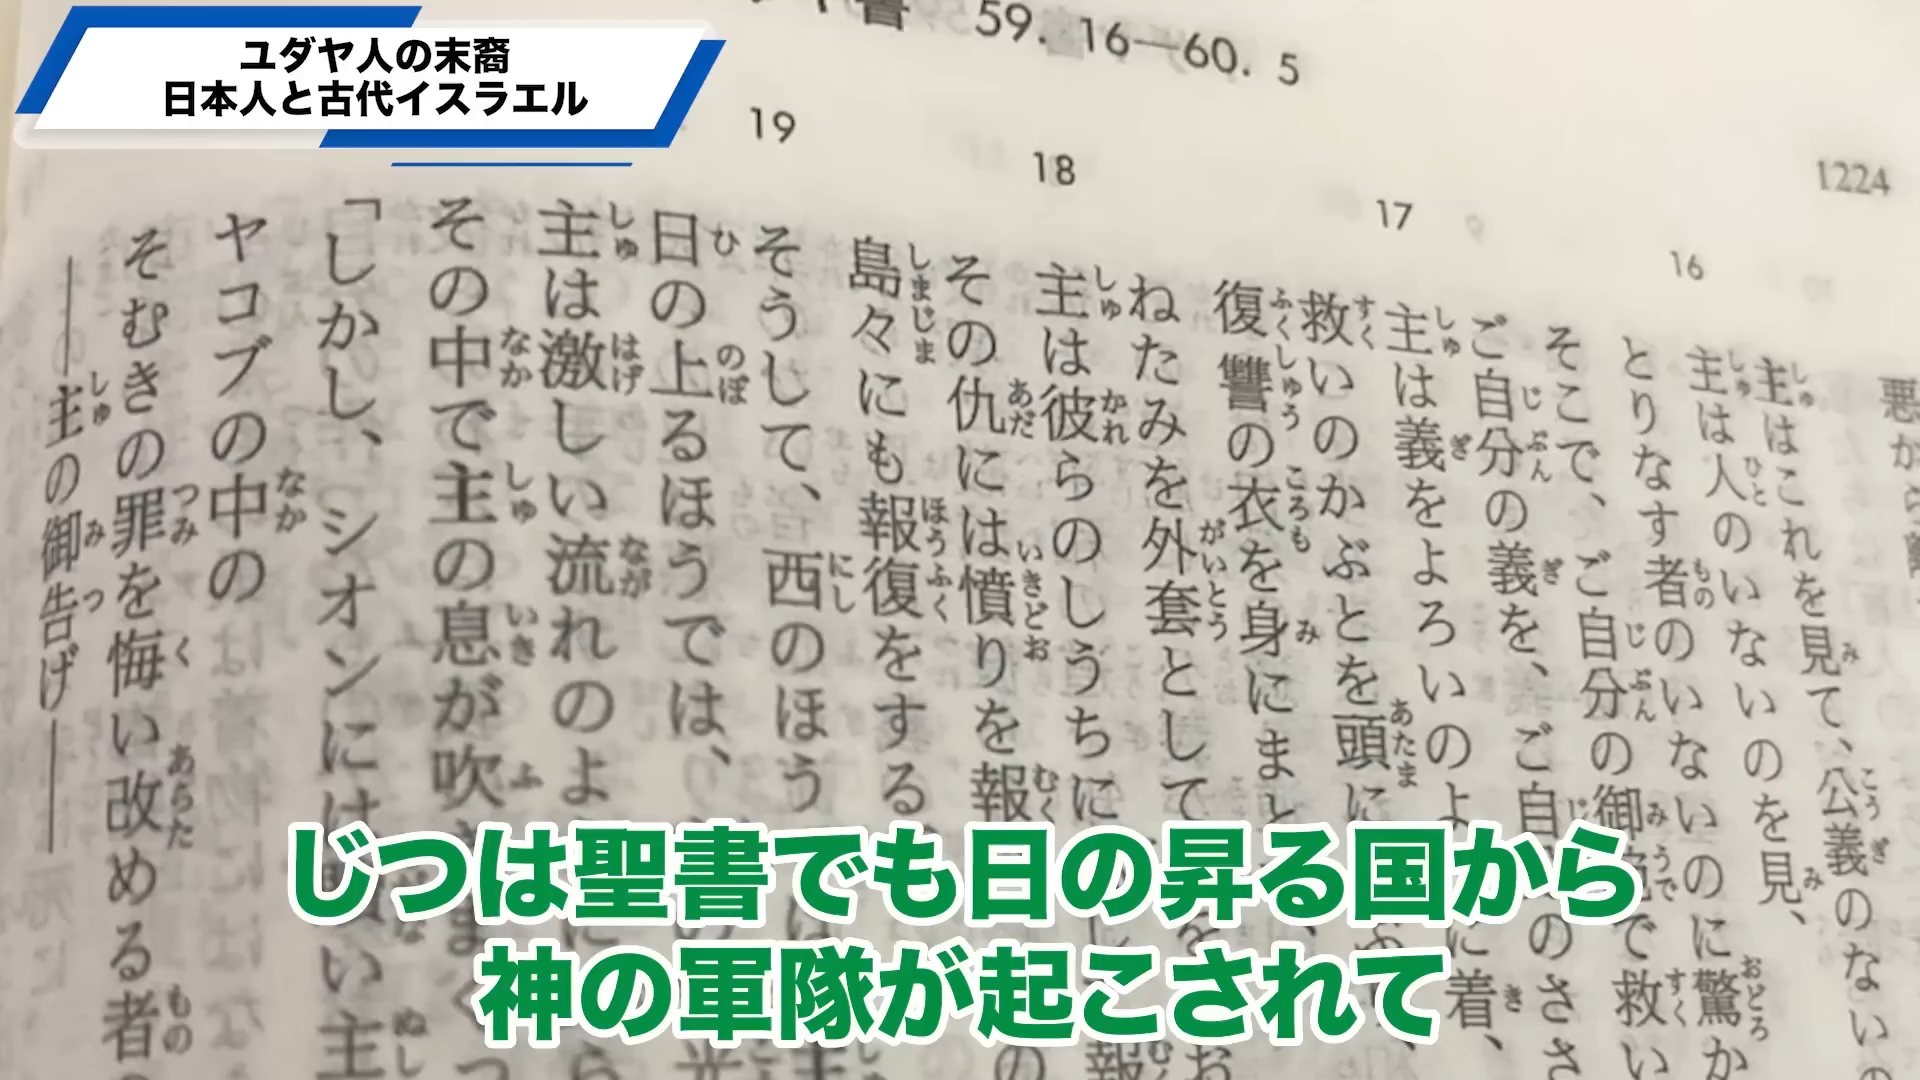 ユダヤ人の末裔
日本人と古代イスラエル
59. 16—60. 5
1224
主はこれを見て、公義のない
のを見、
16
主は人のいないのを見
とりなす者のいないのに驚か
そこで、ご自分の御腕で救い
ご自分の義を、ご自
のささ
17
主は義をよろいのよ
に着、
救いのかぶとを頭に
復讐の衣を身にまと
ねたみを外套として
18
主は彼らのしうちに
その仇には憤りを報
島々にも報復をする
19
そうして、西のほう
日の上るほうでは、
主は激しい流れのよ
その中で主の息が吹き
「しかし、シオンには
ヤコブの中の
そむきの罪を悔い改める者
——主の御告げ——
じつは聖書でも日の昇る国から
神の軍隊が起こされて